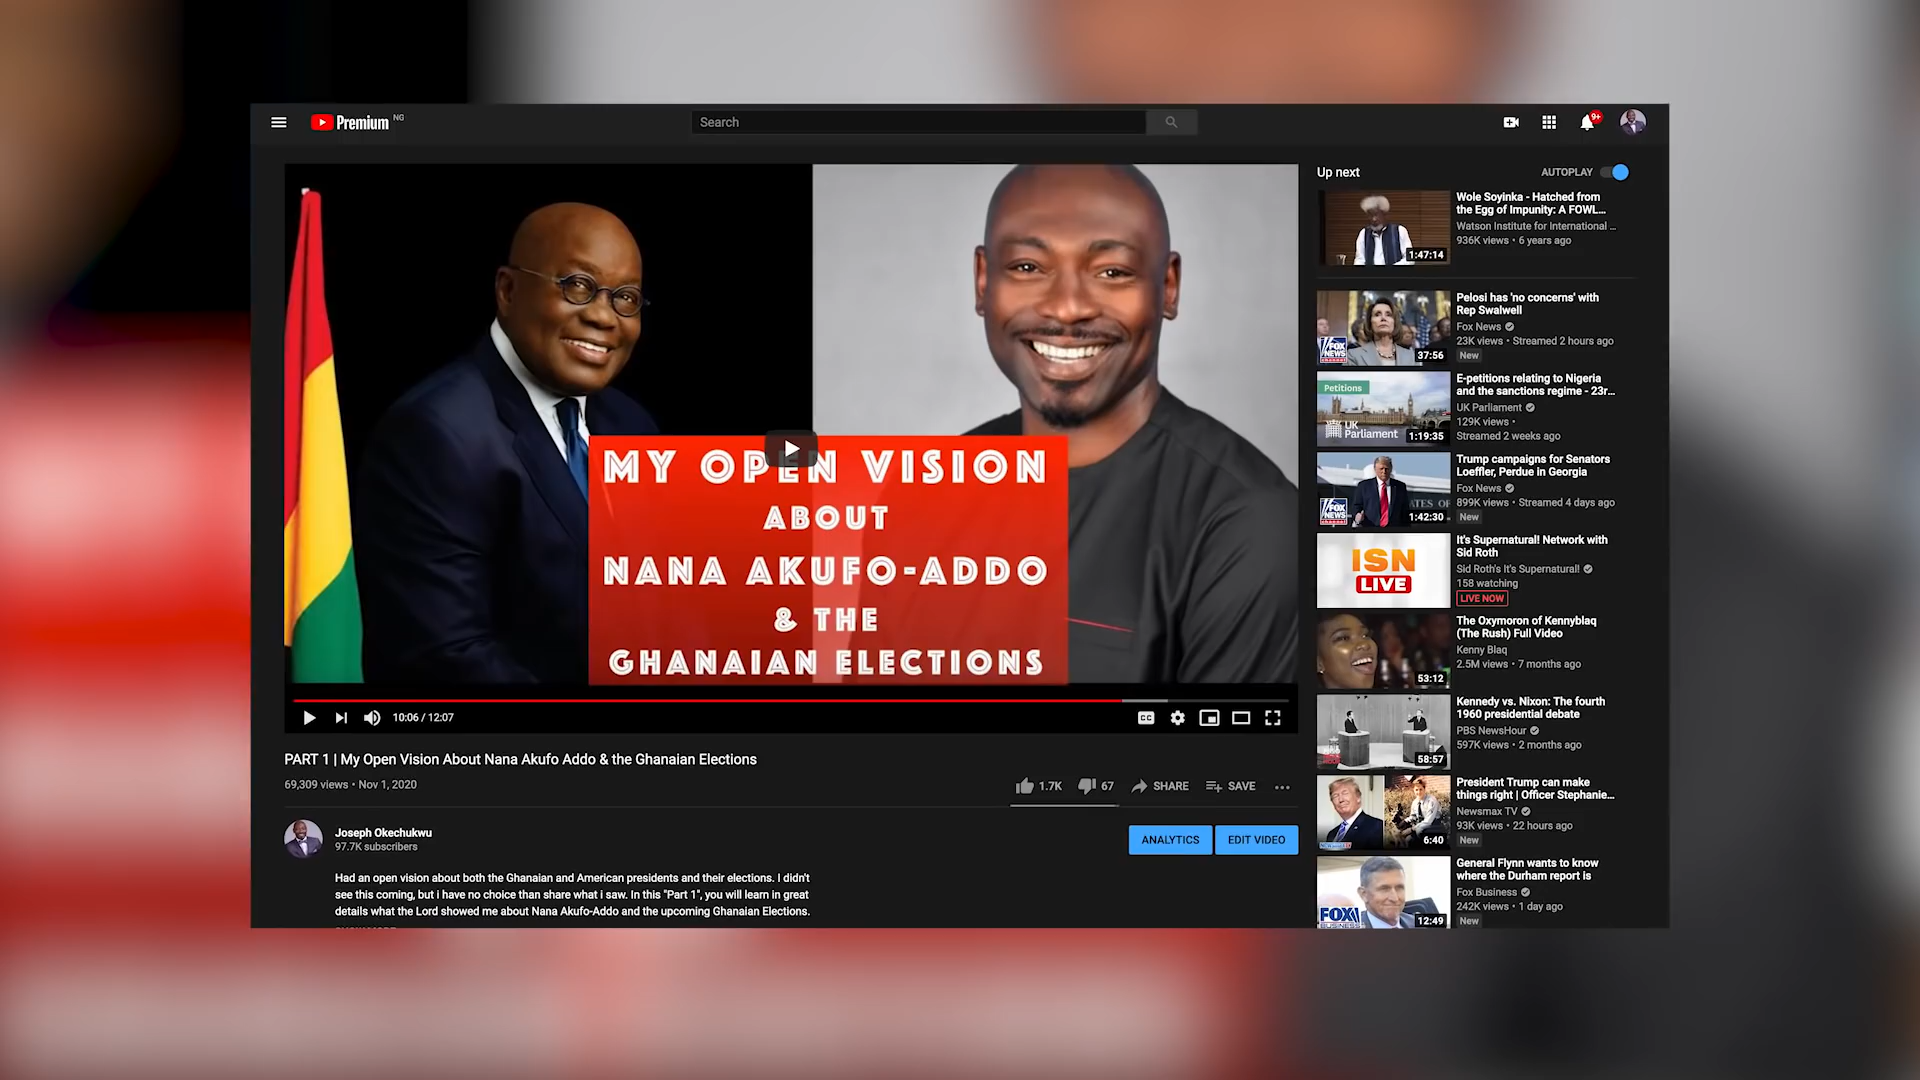 Premium NG
Search
9+
MY OPEN VISION
ABOUT
NANA AKUFO-ADDO
& THE
GHANAIAN ELECTIONS
10:06 / 12:07
CC
PART 1 | My Open Vision About Nana Akufo Addo & the Ghanaian Elections
69,309 views • Nov 1, 2020
1.7K
67
SHARE
SAVE
Joseph Okechukwu
97.7K subscribers
ANALYTICS
EDIT VIDEO
Had an open vision about both the Ghanaian and American presidents and their elections. I didn't
see this coming, but i have no choice than share what i saw. In this "Part 1", you will learn in great
details what the Lord showed me about Nana Akufo-Addo and the upcoming Ghanaian Elections.
Up next
AUTOPLAY
1:47:14
Wole Soyinka - Hatched from
the Egg of Impunity: A FOWL...
Watson Institute for International ...
936K views • 6 years ago
FOX
NEWS
channel
37:56
Pelosi has 'no concerns' with
Rep Swalwell
Fox News
23K views • Streamed 2 hours ago
New
Petitions
UK
Parliament
1:19:35
E-petitions relating to Nigeria
and the sanctions regime - 23r...
UK Parliament
129K views •
Streamed 2 weeks ago
ATES OF
FOX
NEWS
channel
1:42:30
Trump campaigns for Senators
Loeffler, Perdue in Georgia
Fox News
899K views • Streamed 4 days ago
New
ISN
LIVE
It's Supernatural! Network with
Sid Roth
Sid Roth's It's Supernatural!
158 watching
LIVE NOW
53:12
The Oxymoron of Kennyblaq
(The Rush) Full Video
Kenny Blaq
2.5M views • 7 months ago
58:57
Kennedy vs. Nixon: The fourth
1960 presidential debate
PBS NewsHour
597K views • 2 months ago
6:40
President Trump can make
things right | Officer Stephanie...
Newsmax TV
93K views • 22 hours ago
New
FOX
BUSINESS
12:49
General Flynn wants to know
where the Durham report is
Fox Business
242K views • 1 day ago
New